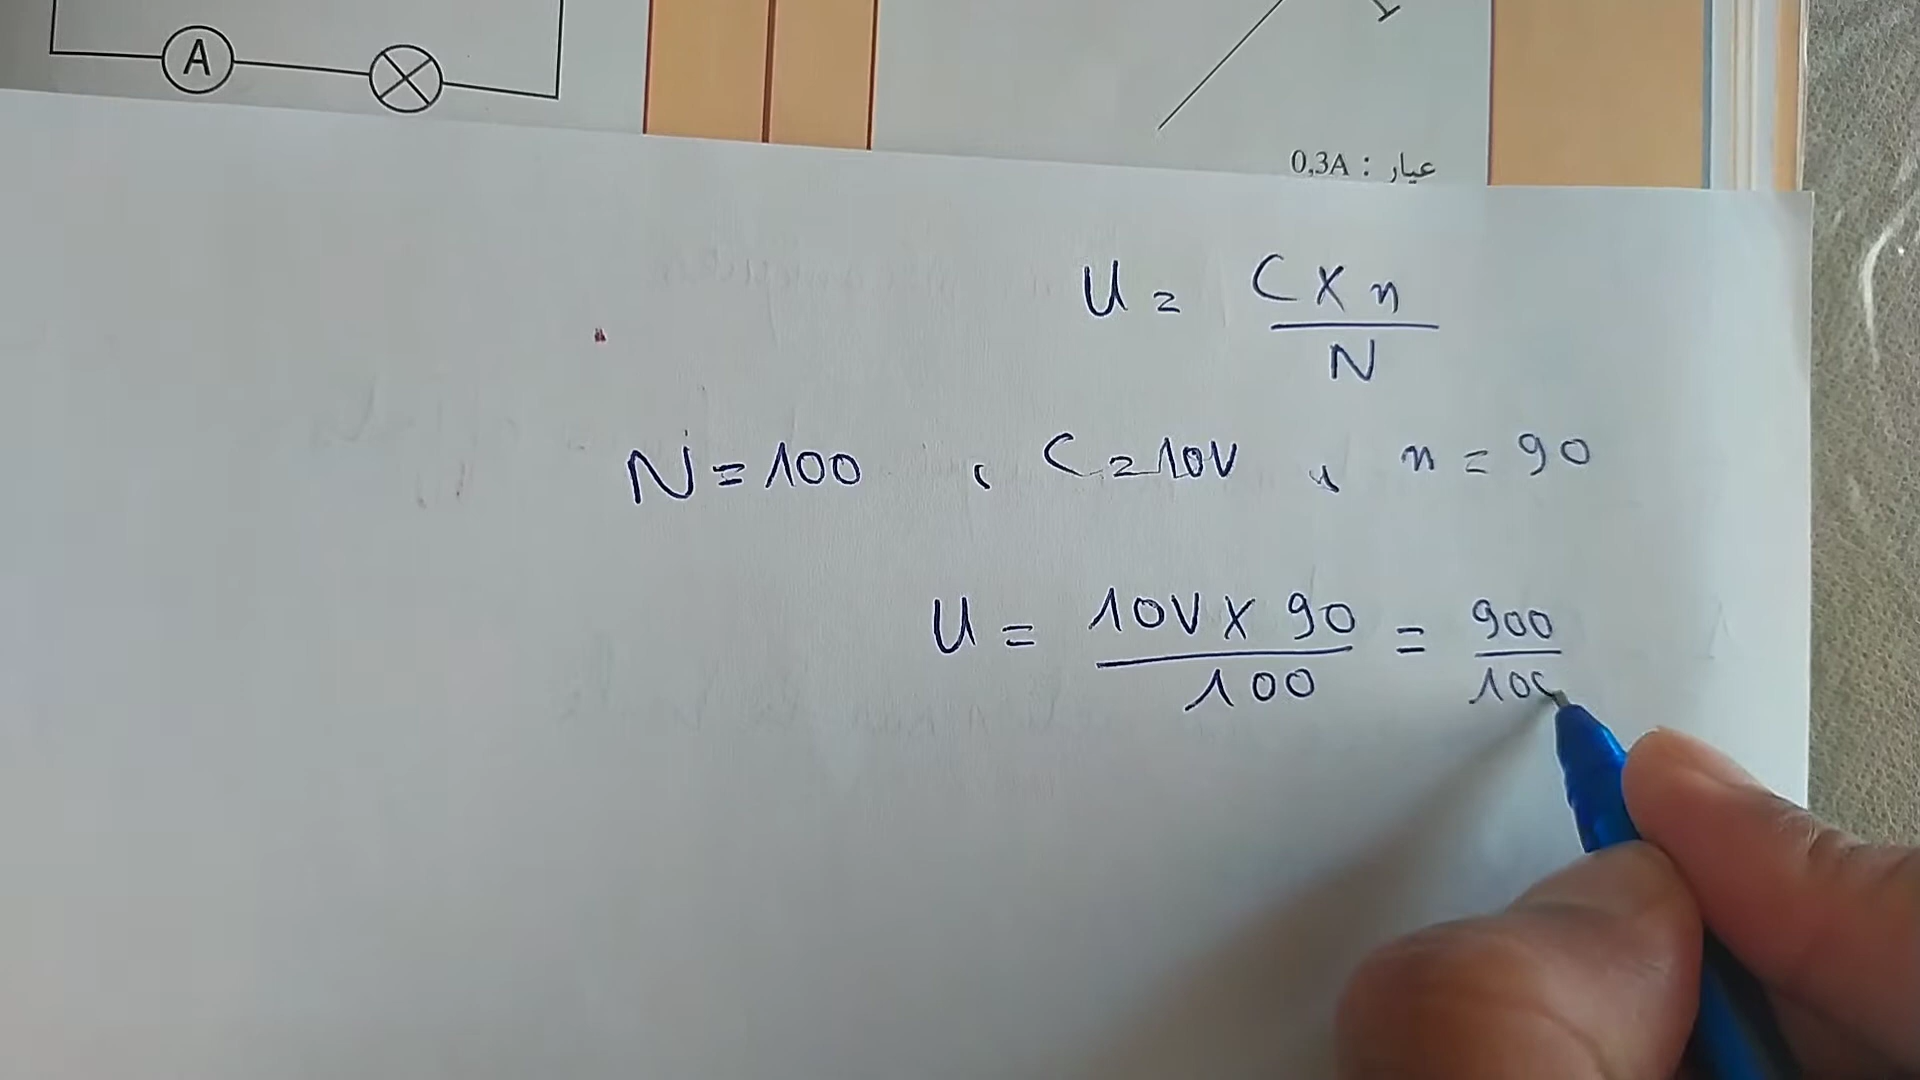 A
عيار : 0,3A
U = C X n / N
N = 100 ، C = 10V ، n = 90
U = 10V X 90 / 100 = 900 / 100